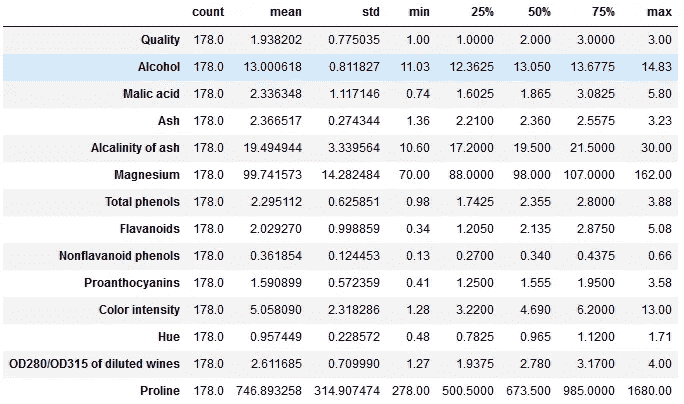 count mean std min 25% 50% 75% max
Quality 178.0 1.938202 0.775035 1.00 1.0000 2.000 3.0000 3.00
Alcohol 178.0 13.000618 0.811827 11.03 12.3625 13.050 13.6775 14.83
Malic acid 178.0 2.336348 1.117146 0.74 1.6025 1.865 3.0825 5.80
Ash 178.0 2.366517 0.274344 1.36 2.2100 2.360 2.5575 3.23
Alcalinity of ash 178.0 19.494944 3.339564 10.60 17.2000 19.500 21.5000 30.00
Magnesium 178.0 99.741573 14.282484 70.00 88.0000 98.000 107.0000 162.00
Total phenols 178.0 2.295112 0.625851 0.98 1.7425 2.355 2.8000 3.88
Flavanoids 178.0 2.029270 0.998859 0.34 1.2050 2.135 2.8750 5.08
Nonflavanoid phenols 178.0 0.361854 0.124453 0.13 0.2700 0.340 0.4375 0.66
Proanthocyanins 178.0 1.590899 0.572359 0.41 1.2500 1.555 1.9500 3.58
Color intensity 178.0 5.058090 2.318286 1.28 3.2200 4.690 6.2000 13.00
Hue 178.0 0.957449 0.228572 0.48 0.7825 0.965 1.1200 1.71
OD280/OD315 of diluted wines 178.0 2.611685 0.709990 1.27 1.9375 2.780 3.1700 4.00
Proline 178.0 746.893258 314.907474 278.00 500.5000 673.500 985.0000 1680.00